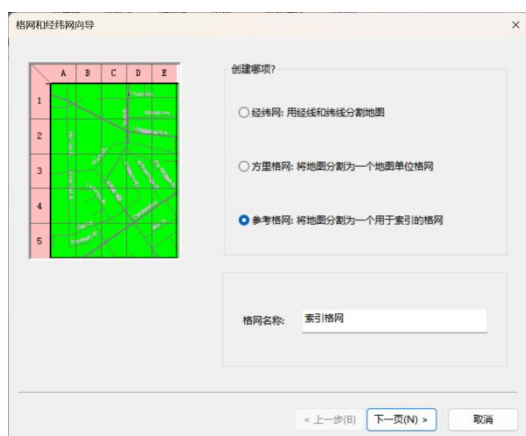 格网和经纬网向导
×
A B C D E
1
2
3
4
5
创建哪项?
经纬网: 用经线和纬线分割地图
方里格网: 将地图分割为一个地图单位格网
参考格网: 将地图分割为一个用于索引的格网
格网名称: 索引格网
< 上一步(B) 下一页(N) > 取消